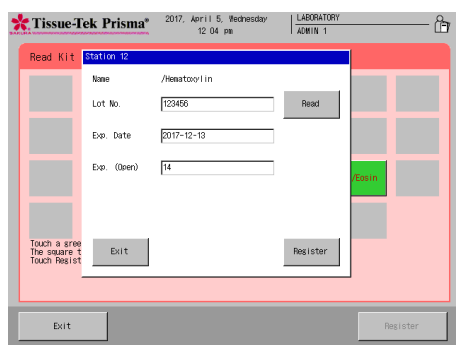 Tissue-Tek Prisma®
SAKURA
2017, April 5, Wednesday
12 04 pm
LABORATORY
ADMIN 1
Read Kit
Station 12
Name
/Hematoxylin
Lot No.
123456
Read
Exp. Date
2017-12-13
Exp. (Open)
14
/Eosin
Touch a gree
The square t
Touch Regist
Exit
Register
Exit
Register